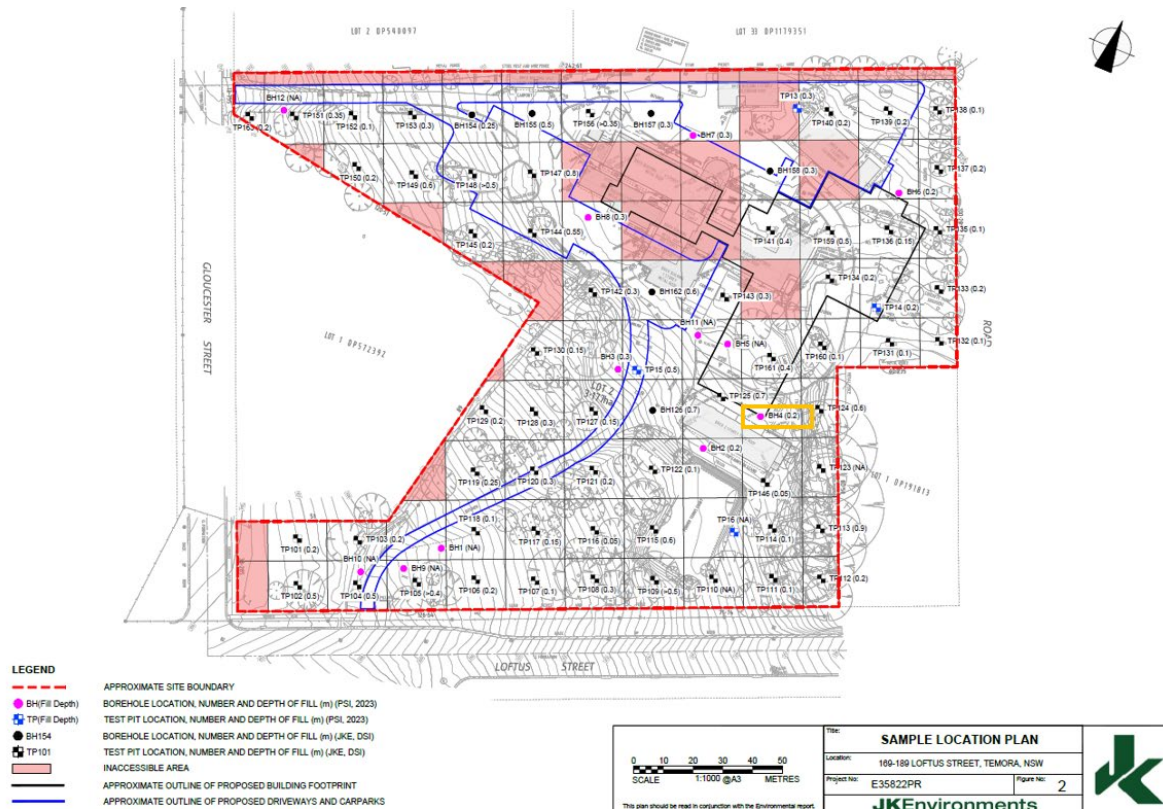 LOT 2 DP540097
LOT 33 DP1179351
BH12 (NA)
TP13 (0.3)
TP163 (0.2)
TP151 (0.35)
TP152 (0.1)
TP153 (0.3)
BH154 (0.25)
BH155 (0.5)
TP156 (~0.35)
BH157 (0.3)
TP140 (0.2)
TP139 (0.2)
TP138 (0.1)
BH7 (0.3)
TP150 (0.2)
TP149 (0.6)
TP148 (~0.5)
TP147 (0.8)
BH158 (0.3)
TP137 (0.2)
BH6 (0.2)
BH8 (0.3)
TP145 (0.2)
TP144 (0.55)
TP141 (0.4)
TP159 (0.5)
TP136 (0.15)
TP135 (0.1)
GLOUCESTER STREET
TP142 (0.3)
BH162 (0.6)
TP143 (0.3)
TP134 (0.2)
TP133 (0.2)
TP14 (0.2)
LOT 1 DP572392
BH11 (NA)
BH5 (NA)
ROAD
TP130 (0.15)
BH3 (0.3)
TP15 (0.5)
TP161 (0.4)
TP160 (0.1)
TP131 (0.1)
TP132 (0.1)
LOT 2
3.177ha
TP125 (0.7)
TP129 (0.2)
TP128 (0.3)
TP127 (0.15)
BH126 (0.7)
BH4 (0.2)
TP124 (0.6)
BH2 (0.2)
TP119 (0.25)
TP120 (0.3)
TP121 (0.2)
TP122 (0.1)
TP146 (0.05)
TP123 (NA)
LOT 1 DP191813
TP101 (0.2)
TP103 (0.2)
TP118 (0.1)
TP117 (0.15)
TP116 (0.05)
TP115 (0.6)
TP16 (NA)
TP114 (0.1)
TP113 (0.9)
BH10 (NA)
BH1 (NA)
BH9 (NA)
TP102 (0.5)
TP104 (0.5)
TP105 (~0.4)
TP106 (0.2)
TP107 (0.1)
TP108 (0.3)
TP109 (~0.5)
TP110 (NA)
TP111 (0.1)
TP112 (0.2)
LOFTUS STREET
LEGEND
APPROXIMATE SITE BOUNDARY
BH(Fill Depth) BOREHOLE LOCATION, NUMBER AND DEPTH OF FILL (m) (PSI, 2023)
TP(Fill Depth) TEST PIT LOCATION, NUMBER AND DEPTH OF FILL (m) (PSI, 2023)
BH154 BOREHOLE LOCATION, NUMBER AND DEPTH OF FILL (m) (JKE, DSI)
TP101 TEST PIT LOCATION, NUMBER AND DEPTH OF FILL (m) (JKE, DSI)
INACCESSIBLE AREA
APPROXIMATE OUTLINE OF PROPOSED BUILDING FOOTPRINT
APPROXIMATE OUTLINE OF PROPOSED DRIVEWAYS AND CARPARKS
0 10 20 30 40 50
SCALE 1:1000 @A3 METRES
This plan should be read in conjunction with the Environmental report.
Title: SAMPLE LOCATION PLAN
Location: 169-189 LOFTUS STREET, TEMORA, NSW
Project No: E35822PR Figure No: 2
JKEnvironments
JK